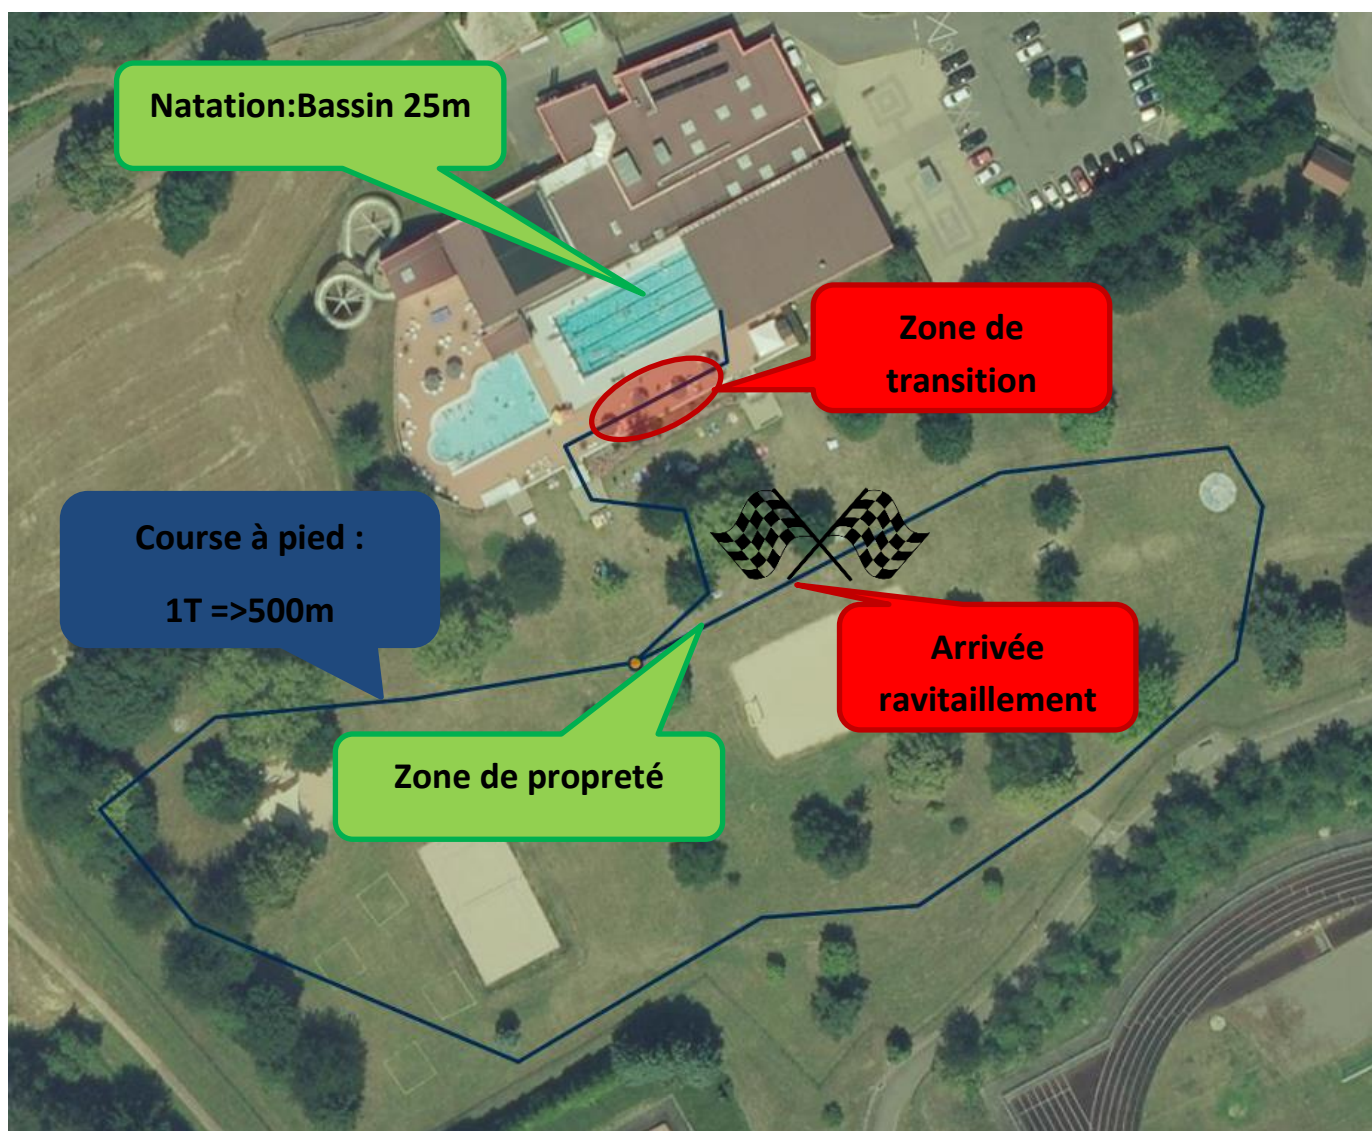 Natation:Bassin 25m
Zone de
transition
Course à pied :
1T =>500m
Arrivée
ravitaillement
Zone de propreté